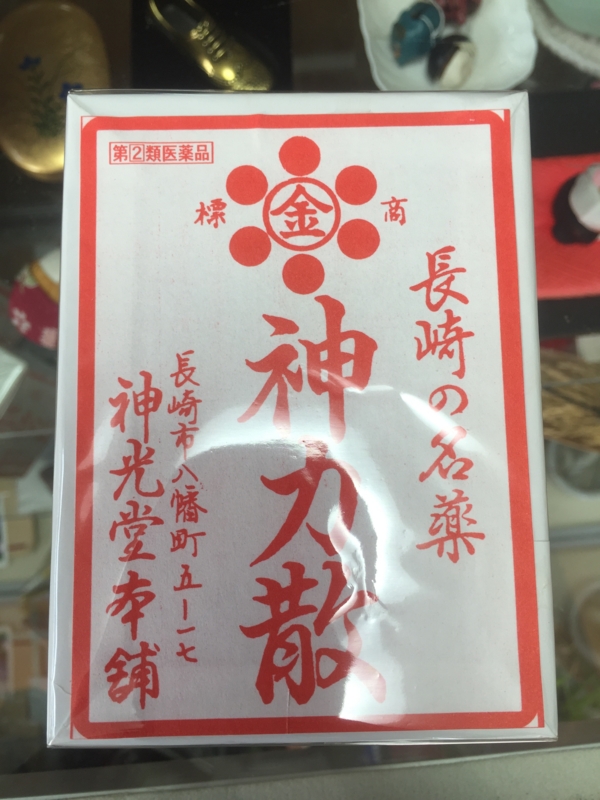 第②類医薬品
商標
金
長崎の名薬
神力散
長崎市八幡町五ー一七
神光堂本舗